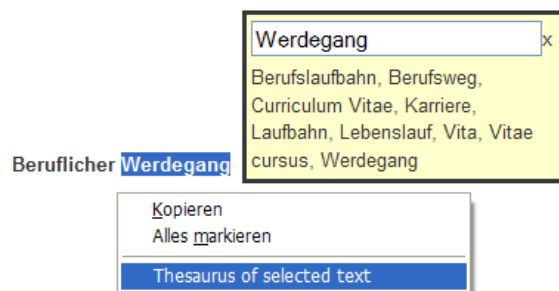 Werdegang x
Berufslaufbahn, Berufsweg,
Curriculum Vitae, Karriere,
Laufbahn, Lebenslauf, Vita, Vitae
cursus, Werdegang
Beruflicher Werdegang
Kopieren
Alles markieren
Thesaurus of selected text